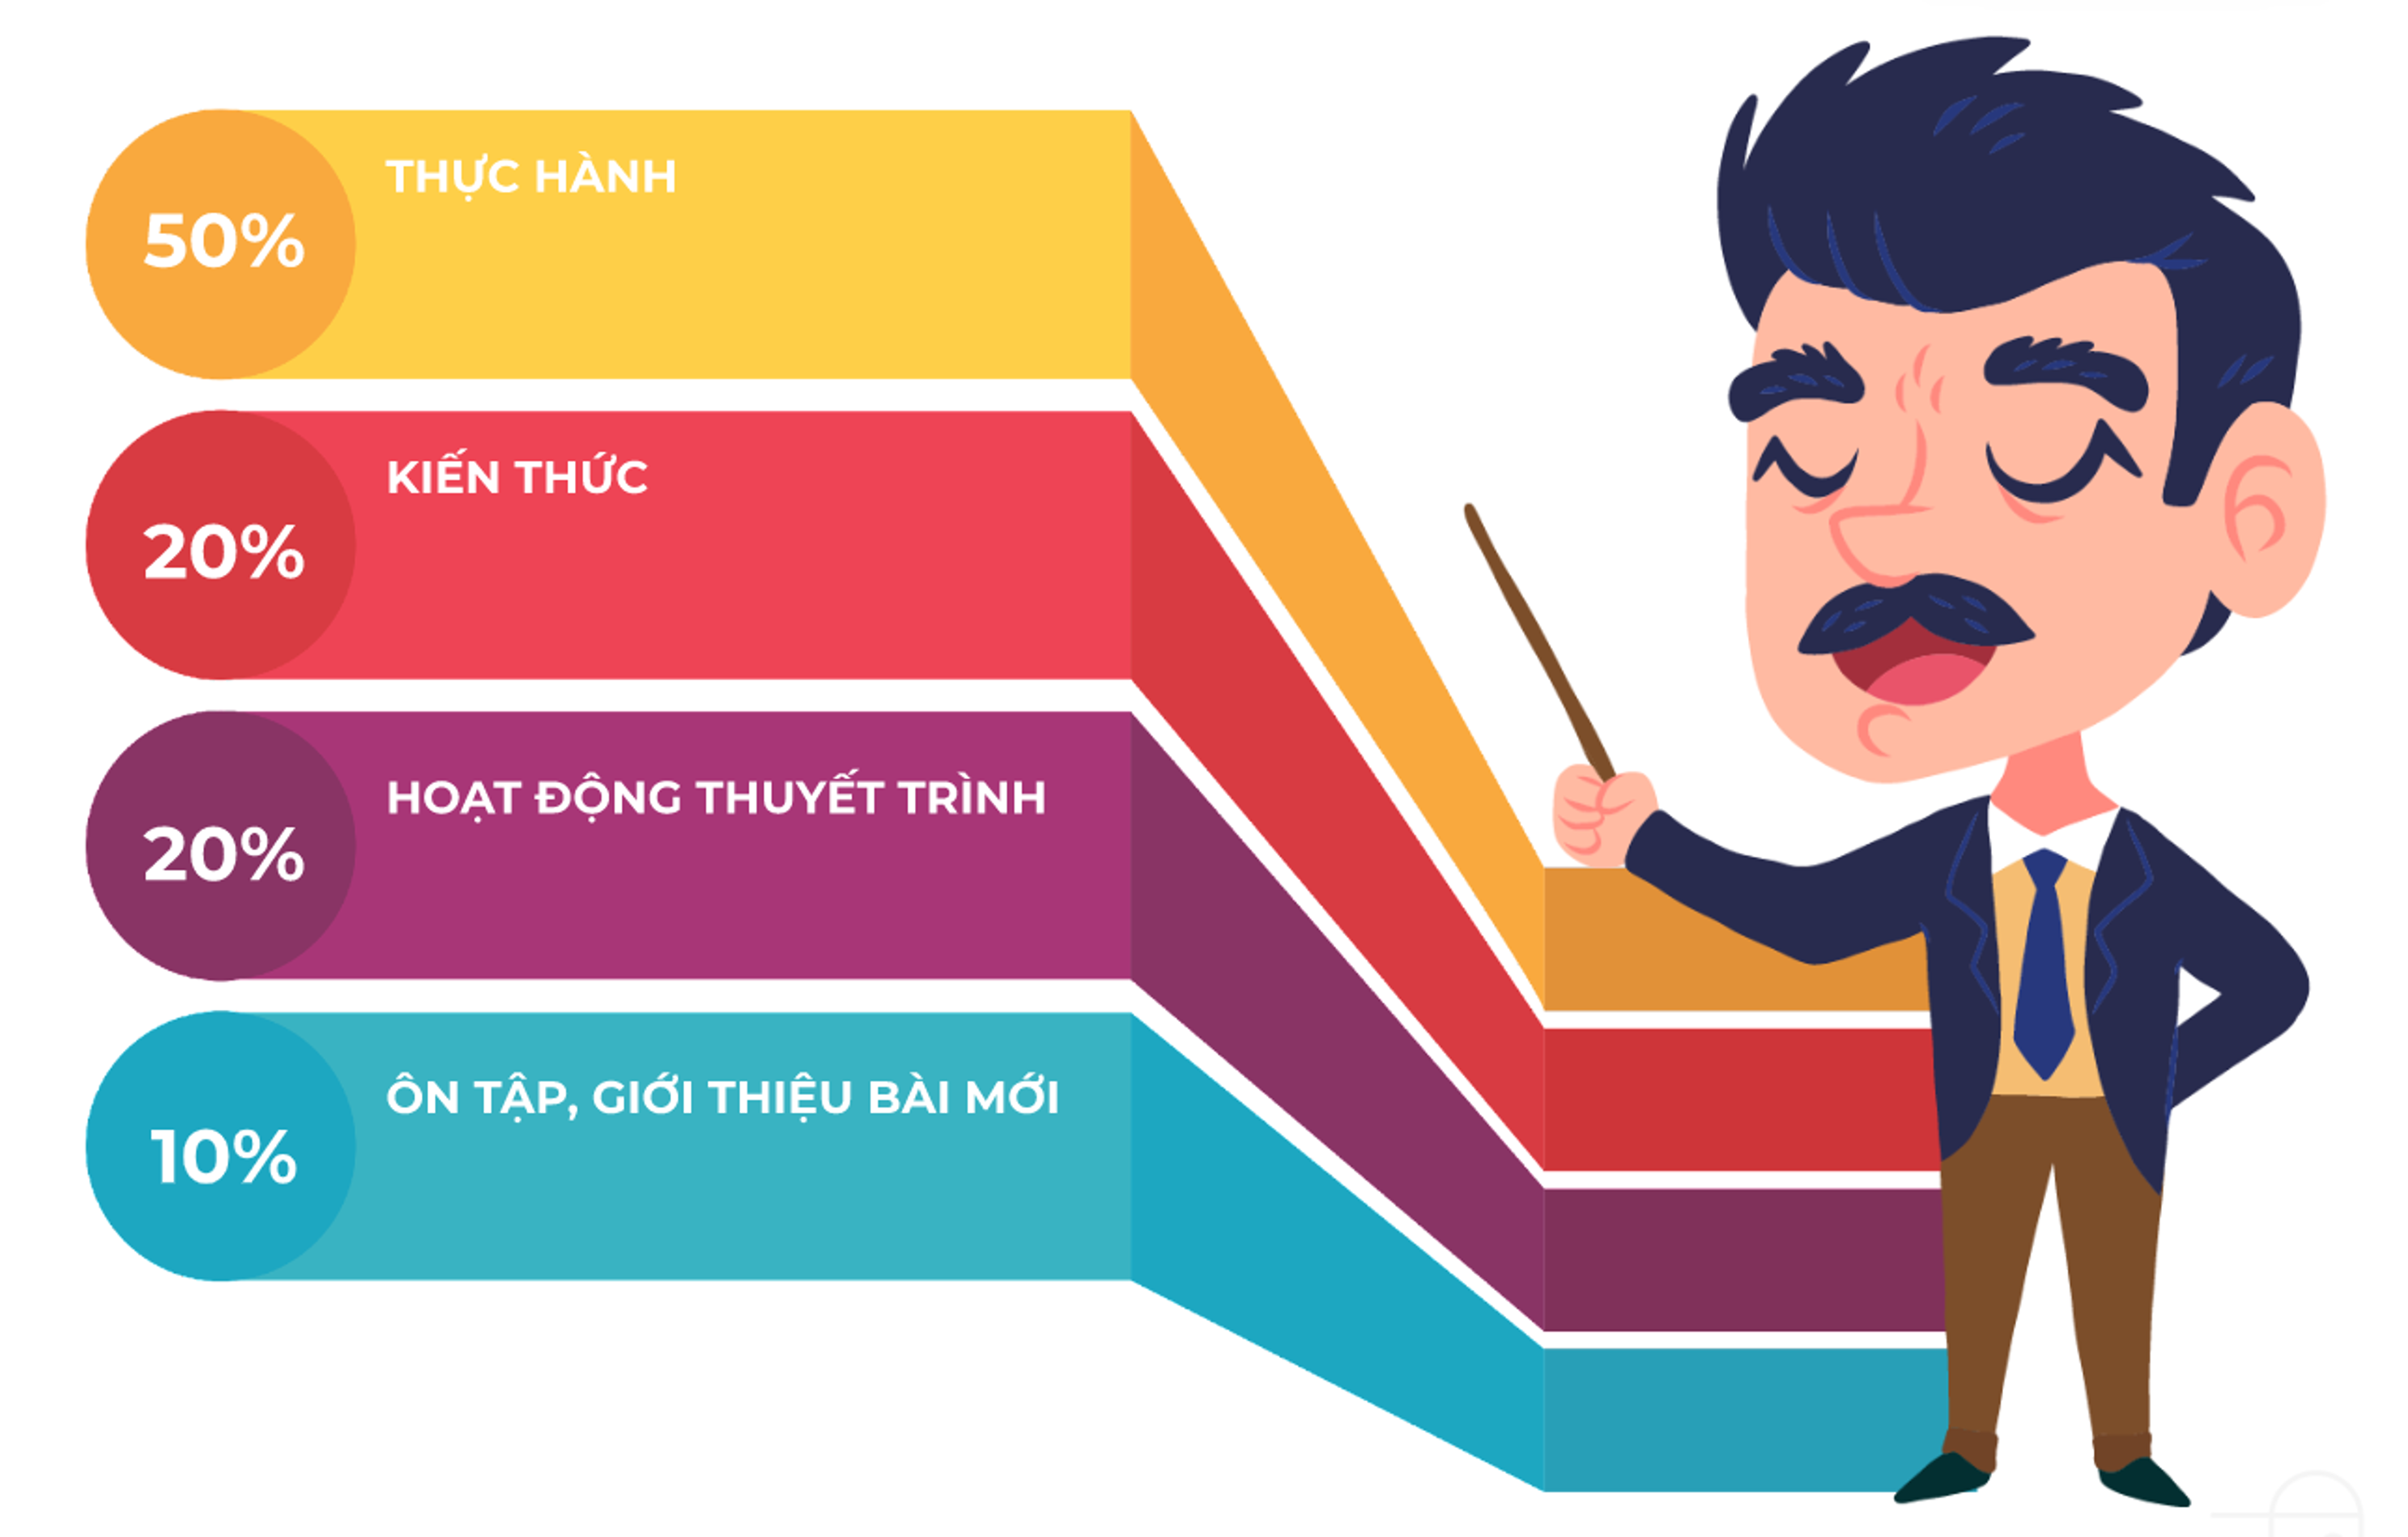 THỰC HÀNH
50%
KIẾN THỨC
20%
HOẠT ĐỘNG THUYẾT TRÌNH
20%
ÔN TẬP, GIỚI THIỆU BÀI MỚI
10%